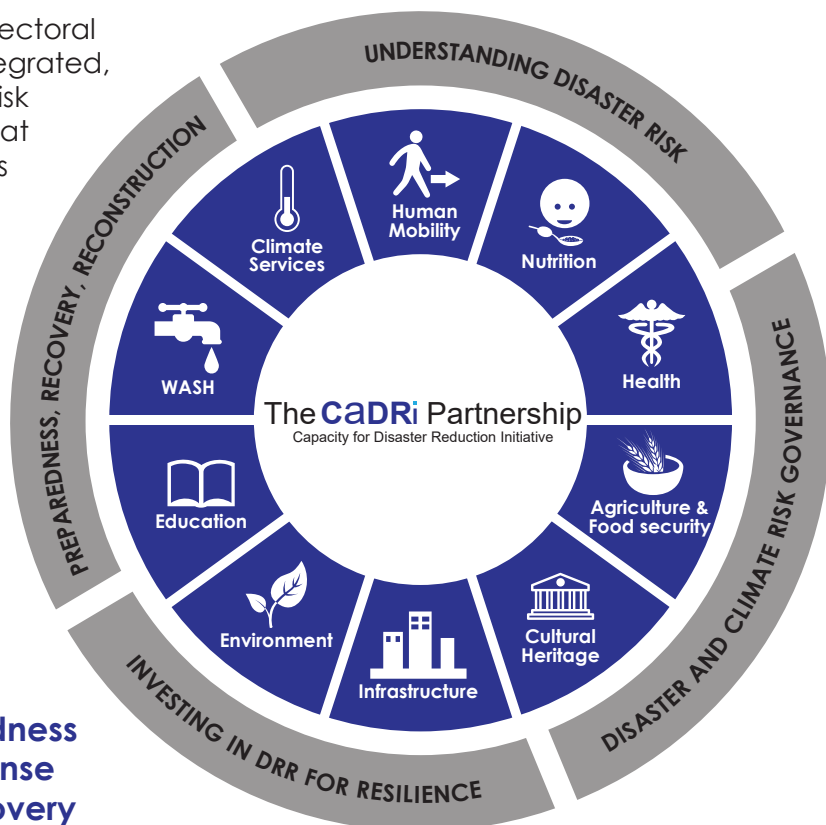 ectoral
egrated,
isk
at
s
UNDERSTANDING DISASTER RISK
DISASTER AND CLIMATE RISK GOVERNANCE
INVESTING IN DRR FOR RESILIENCE
PREPAREDNESS, RECOVERY, RECONSTRUCTION
Human
Mobility
Nutrition
Health
Agriculture &
Food security
Cultural
Heritage
Infrastructure
Environment
Education
WASH
Climate
Services
The CaDRi Partnership
Capacity for Disaster Reduction Initiative
dness
nse
overy